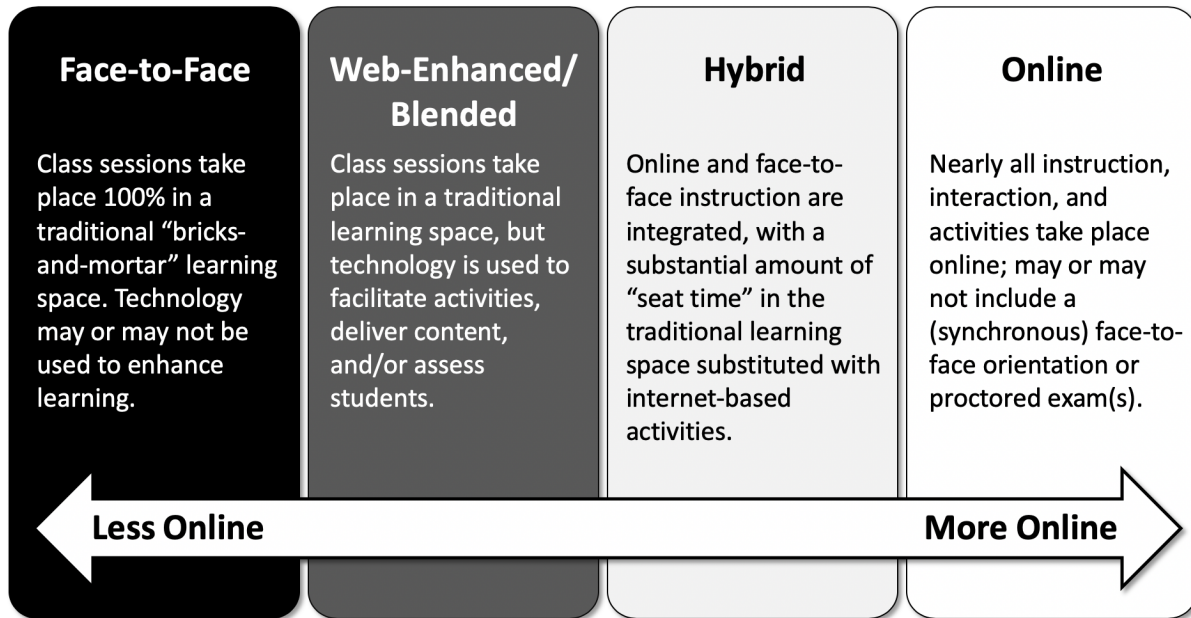 Face-to-Face
Class sessions take
place 100% in a
traditional “bricks-
and-mortar” learning
space. Technology
may or may not be
used to enhance
learning.
Web-Enhanced/
Blended
Class sessions take
place in a traditional
learning space, but
technology is used to
facilitate activities,
deliver content,
and/or assess
students.
Hybrid
Online and face-to-
face instruction are
integrated, with a
substantial amount of
“seat time” in the
traditional learning
space substituted with
internet-based
activities.
Online
Nearly all instruction,
interaction, and
activities take place
online; may or may
not include a
(synchronous) face-to-
face orientation or
proctored exam(s).
Less Online
More Online